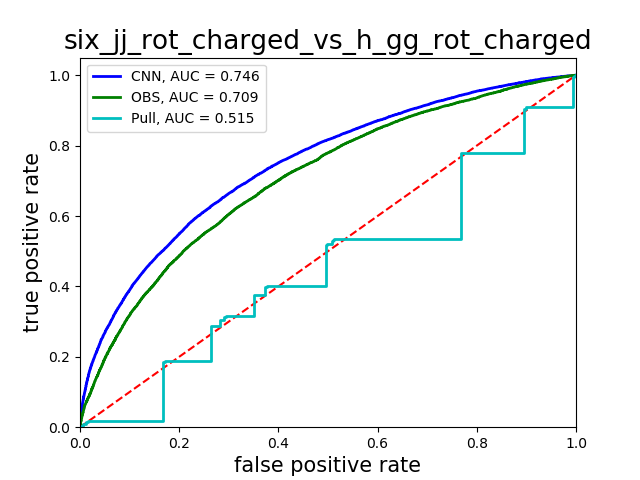 six_jj_rot_charged_vs_h_gg_rot_charged
CNN, AUC = 0.746
OBS, AUC = 0.709
Pull, AUC = 0.515
true positive rate
1.0
0.8
0.6
0.4
0.2
0.0
0.0 0.2 0.4 0.6 0.8 1.0
false positive rate